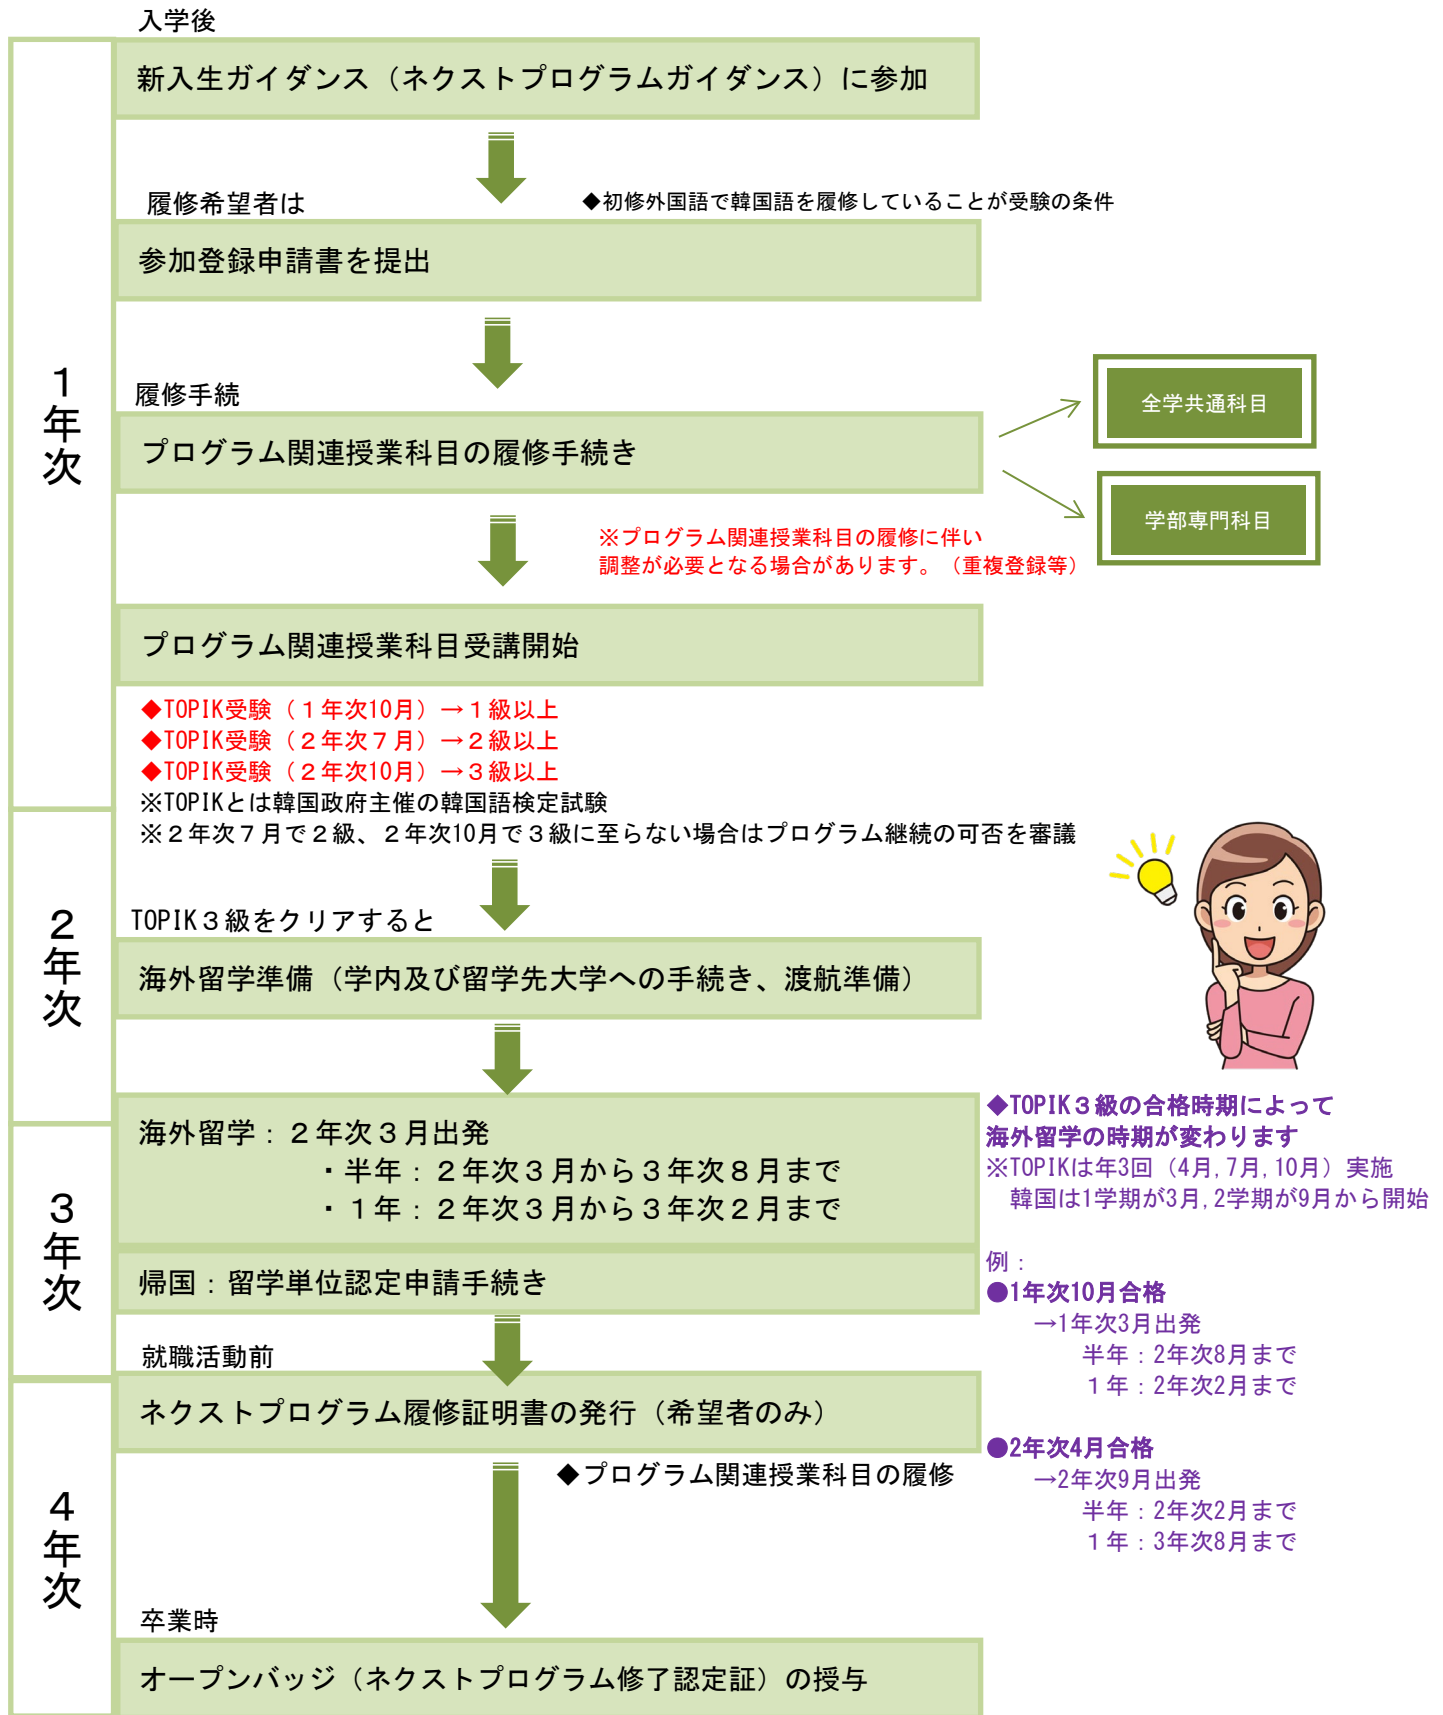 入学後
新入生ガイダンス（ネクストプログラムガイダンス）に参加
履修希望者は
◆初修外国語で韓国語を履修していることが受験の条件
参加登録申請書を提出
1年次
履修手続
プログラム関連授業科目の履修手続き
全学共通科目
学部専門科目
※プログラム関連授業科目の履修に伴い
調整が必要となる場合があります。（重複登録等）
プログラム関連授業科目受講開始
◆TOPIK受験（１年次10月）→１級以上
◆TOPIK受験（２年次７月）→２級以上
◆TOPIK受験（２年次10月）→３級以上
※TOPIKとは韓国政府主催の韓国語検定試験
※２年次７月で２級、２年次10月で３級に至らない場合はプログラム継続の可否を審議
2年次
TOPIK３級をクリアすると
海外留学準備（学内及び留学先大学への手続き、渡航準備）
3年次
海外留学：２年次３月出発
・半年：２年次３月から３年次８月まで
・１年：２年次３月から３年次２月まで
帰国：留学単位認定申請手続き
◆TOPIK３級の合格時期によって
海外留学の時期が変わります
※TOPIKは年3回（4月,7月,10月）実施
韓国は1学期が3月,2学期が9月から開始
例：
●1年次10月合格
→1年次3月出発
半年：2年次8月まで
１年：2年次2月まで
●2年次4月合格
→2年次9月出発
半年：2年次2月まで
１年：3年次8月まで
就職活動前
4年次
ネクストプログラム履修証明書の発行（希望者のみ）
◆プログラム関連授業科目の履修
卒業時
オープンバッジ（ネクストプログラム修了認定証）の授与